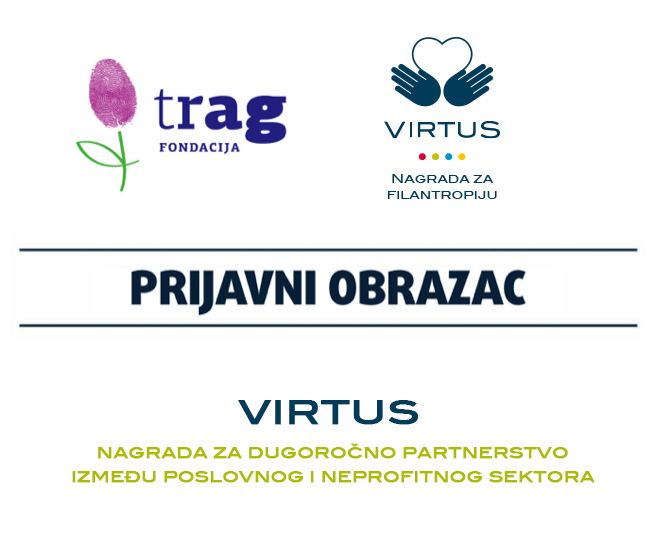 trag
FONDACIJA
VIRTUS
NAGRADA ZA
FILANTROPIJU
PRIJAVNI OBRAZAC
VIRTUS
NAGRADA ZA DUGOROČNO PARTNERSTVO
IZMEĐU POSLOVNOG I NEPROFITNOG SEKTORA